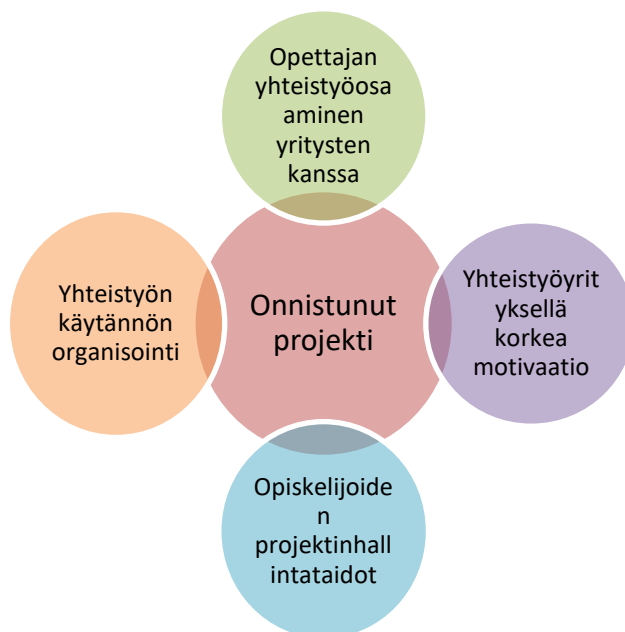 Opettajan
yhteistyöosa
aminen
yritysten
kanssa
Yhteistyön
käytännön
organisointi
Onnistunut
projekti
Yhteistyöyrit
yksellä
korkea
motivaatio
Opiskelijoide
n
projektinhall
intataidot